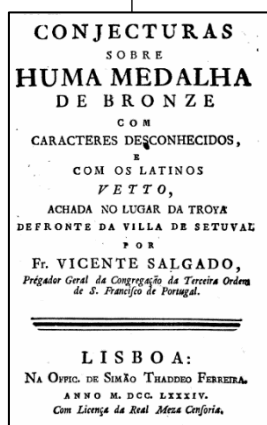 CONJECTURAS
SOBRE
HUMA MEDALHA
DE BRONZE
COM
CARACTERES DESCONHECIDOS,
E
COM OS LATINOS
VETTO,
ACHADA NO LUGAR DA TROYA
DEFRONTE DA VILLA DE SETUVAL
POR
Fr. VICENTE SALGADO,
Prégador Geral da Congregação da Terceira Ordem
de S. Francisco de Portugal.
LISBOA:
NA OFFIC. DE SIMÃO THADDEO FERREIRA.
ANNO M. DCC. LXXXIV.
Com Licença da Real Meza Censoria.